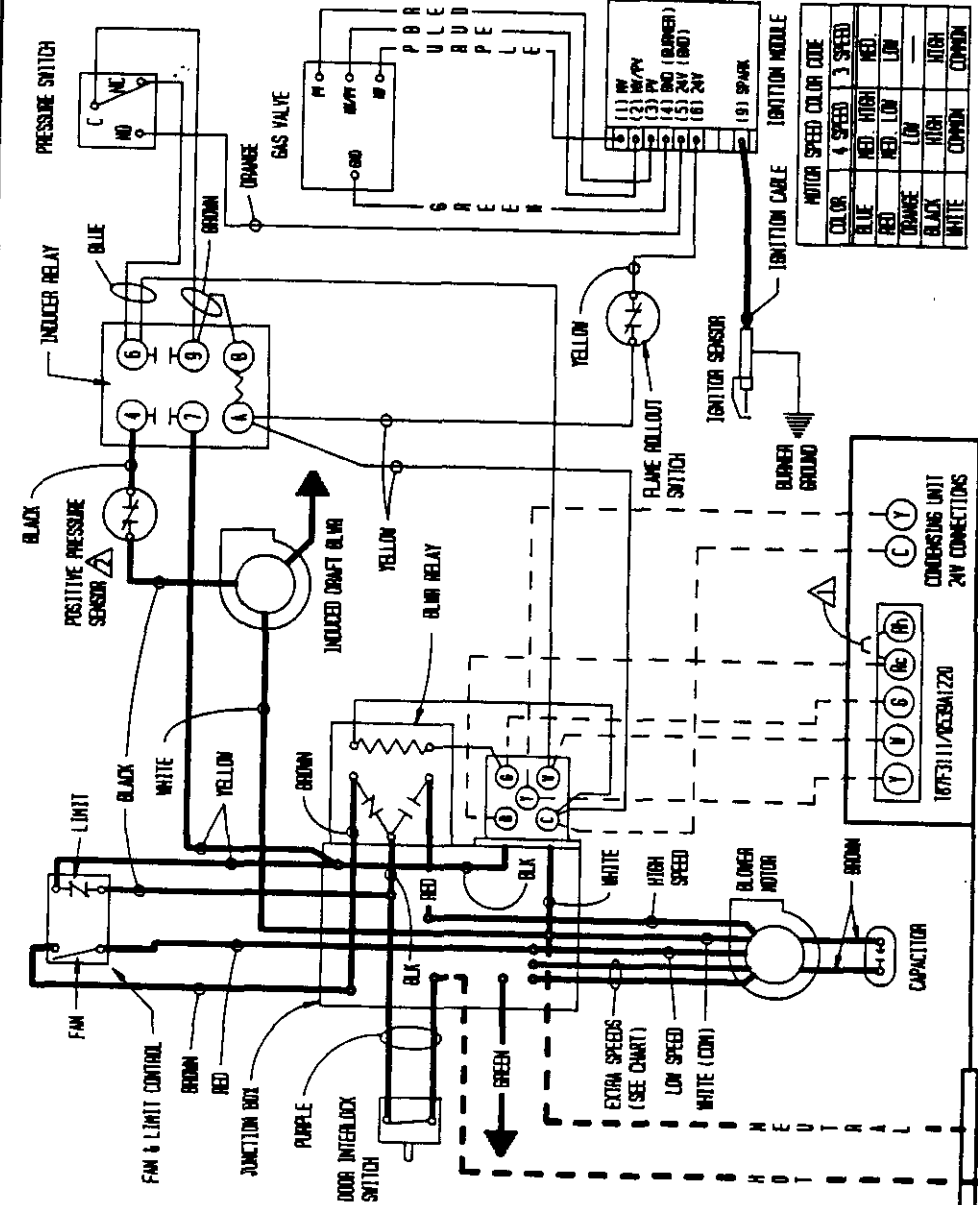 PRESSURE SWITCH
C
NC
NO
INDUCER RELAY
BLUE
BROWN
ORANGE
BLACK
POSITIVE PRESSURE
SENSOR
2
4
6
7
9
A
B
GAS VALVE
PV
MV/PV
MV
GND
GREEN
BROWN
BLUE
PURPLE
(1) MV
(2) MV/PV
(3) PV
(4) GND (BURNER)
(5) 24V (GND)
(6) 24V
(9) SPARK
IGNITION MODULE
IGNITION CABLE
IGNITOR SENSOR
BURNER
GROUND
YELLOW
FLAME ROLLOUT
SWITCH
YELLOW
INDUCED DRAFT BLWR
BLWR RELAY
LIMIT
BLACK
WHITE
YELLOW
BROWN
FAN
FAN & LIMIT CONTROL
BROWN
RED
JUNCTION BOX
PURPLE
DOOR INTERLOCK
SWITCH
BLK
RED
BLK
GREEN
WHITE
HIGH
SPEED
R
G
Y
W
C
EXTRA SPEEDS
(SEE CHART)
LOW SPEED
WHITE (COM)
BLOWER
MOTOR
BROWN
CAPACITOR
HOT
NEUTRAL
1
Y
W
G
Rc
Rh
C
Y
CONDENSING UNIT
24V CONNECTIONS
MOTOR SPEED COLOR CODE
COLOR 4 SPEED 3 SPEED
BLUE MED. HIGH MED.
RED MED. LOW LOW
ORANGE LOW —
BLACK HIGH HIGH
WHITE COMMON COMMON